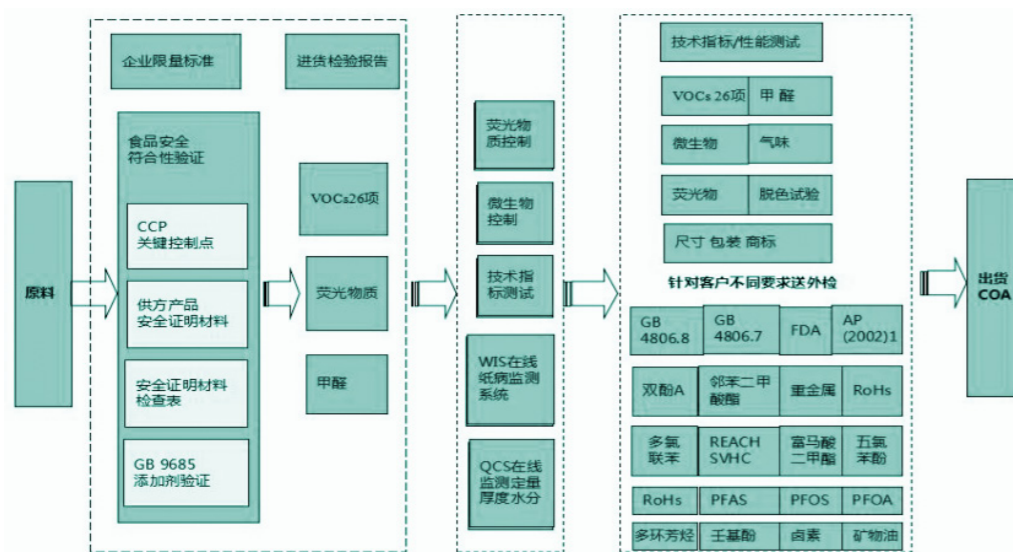 原料
企业限量标准
进货检验报告
食品安全
符合性验证
CCP
关键控制点
供方产品
安全证明材料
安全证明材料
检查表
GB 9685
添加剂验证
VOCs26项
荧光物质
甲醛
荧光物
质控制
微生物
控制
技术指
标测试
WIS在线
纸病监测
系统
QCS在线
监测定量
厚度水分
技术指标/性能测试
VOCs 26项
甲 醛
微生物
气味
荧光物
脱色试验
尺寸 包装 商标
针对客户不同要求送外检
GB
4806.8
GB
4806.7
FDA
AP
(2002)1
双酚A
邻苯二甲
酸酯
重金属
RoHs
多氯
联苯
REACH
SVHC
富马酸
二甲酯
五氯
苯酚
RoHs
PFAS
PFOS
PFOA
多环芳烃
壬基酚
卤素
矿物油
出货
COA